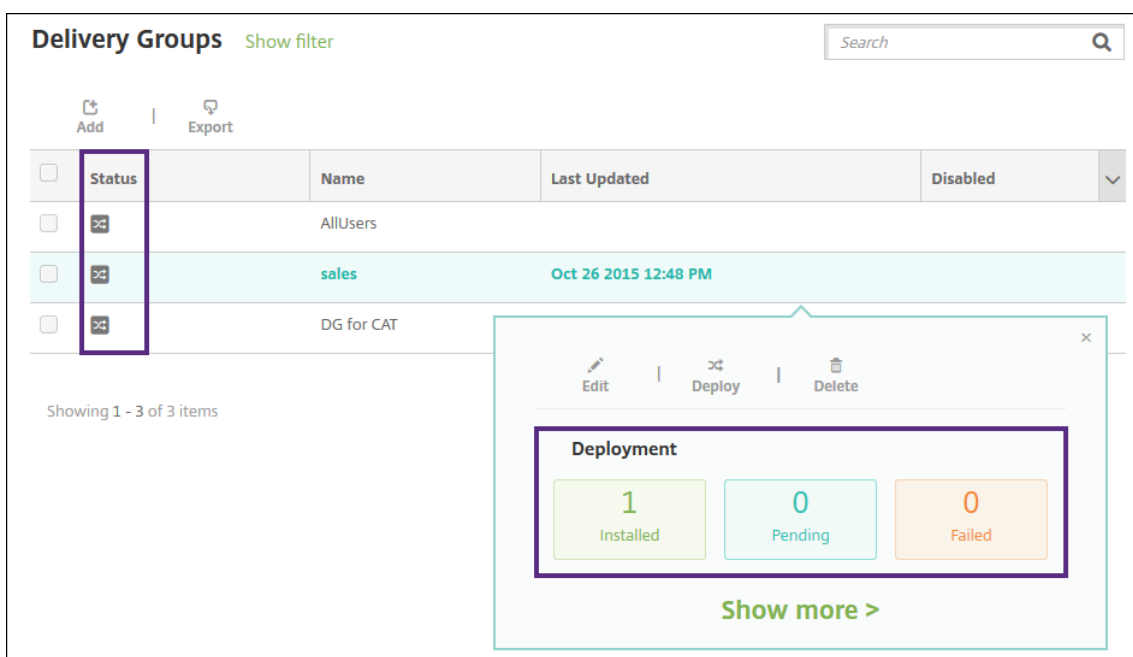 Delivery Groups Show filter Search
Add | Export
Status Name Last Updated Disabled
AllUsers
sales Oct 26 2015 12:48 PM
DG for CAT
×
Edit | Deploy | Delete
Showing 1 - 3 of 3 items
Deployment
1 0 0
Installed Pending Failed
Show more >